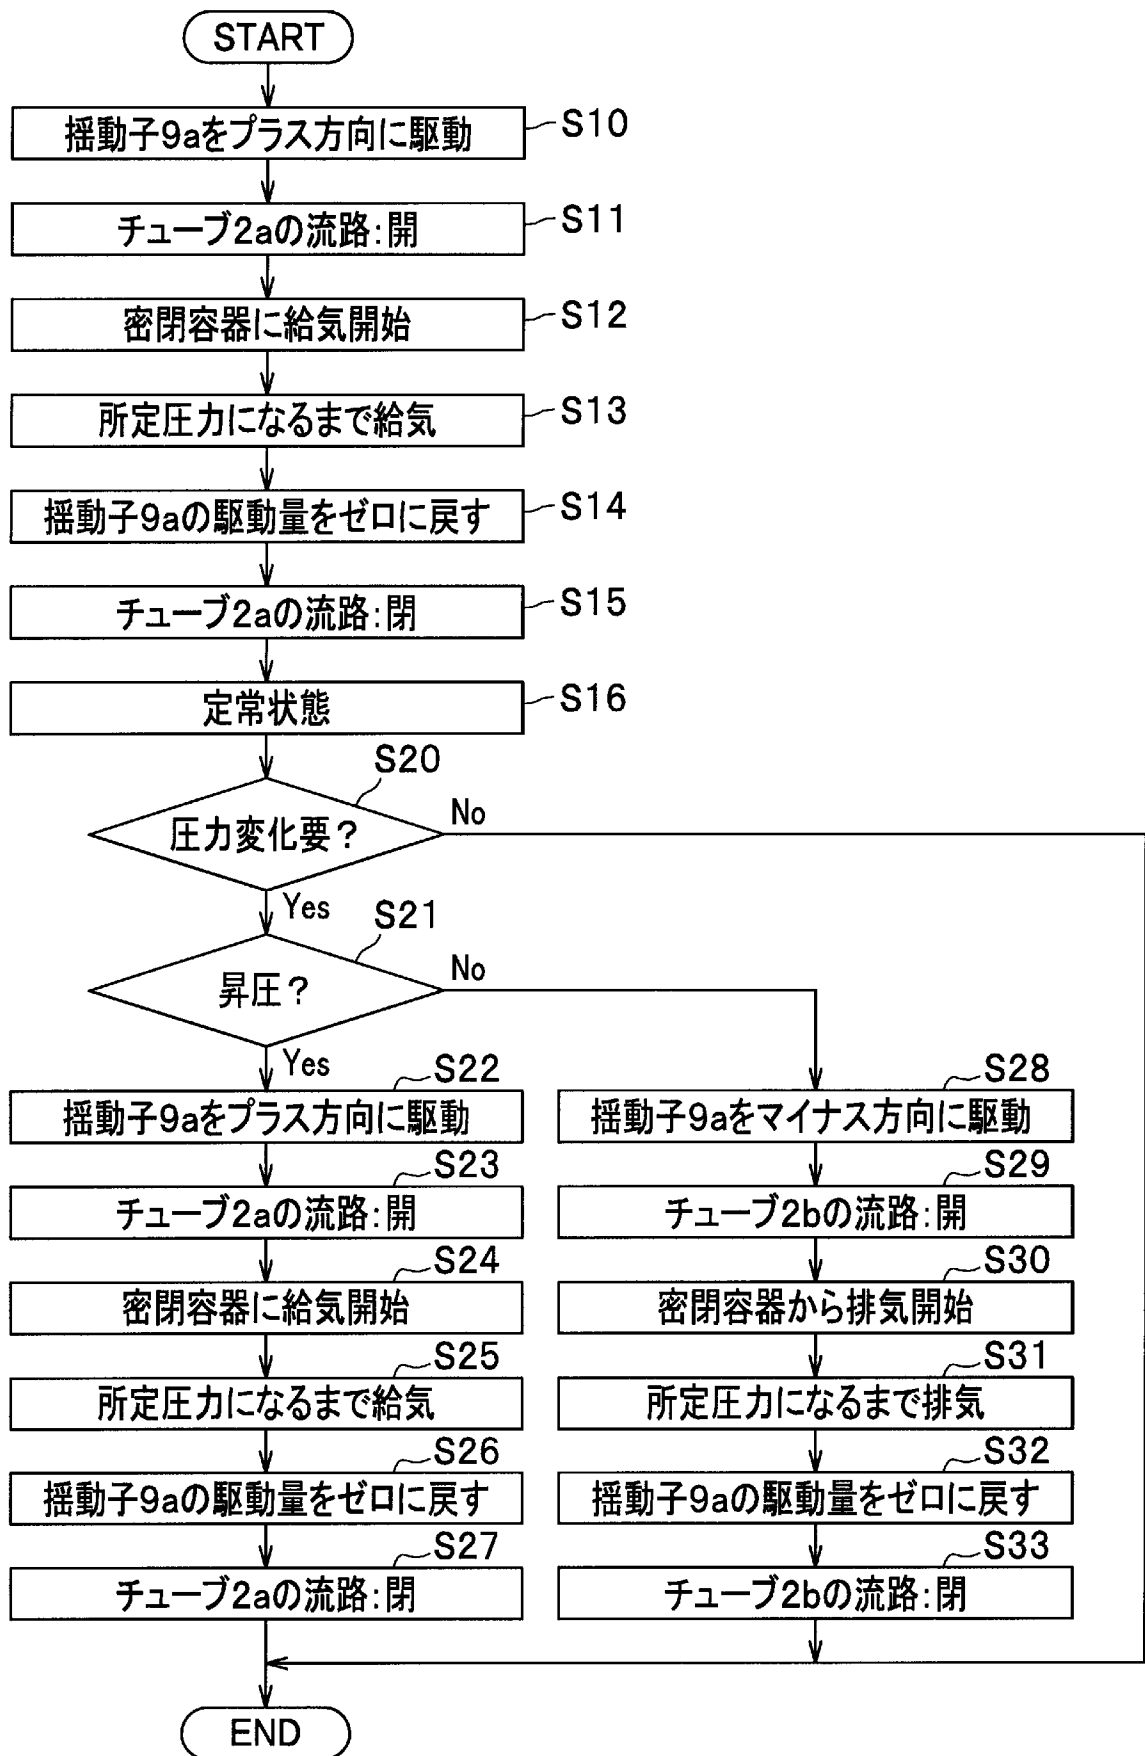 START
揺動子9aをプラス方向に駆動
S10
チューブ2aの流路:開
S11
密閉容器に給気開始
S12
所定圧力になるまで給気
S13
揺動子9aの駆動量をゼロに戻す
S14
チューブ2aの流路:閉
S15
定常状態
S16
S20
圧力変化要?
No
Yes
S21
昇圧?
No
Yes
S22
揺動子9aをプラス方向に駆動
S23
チューブ2aの流路:開
S24
密閉容器に給気開始
S25
所定圧力になるまで給気
S26
揺動子9aの駆動量をゼロに戻す
S27
チューブ2aの流路:閉
S28
揺動子9aをマイナス方向に駆動
S29
チューブ2bの流路:開
S30
密閉容器から排気開始
S31
所定圧力になるまで排気
S32
揺動子9aの駆動量をゼロに戻す
S33
チューブ2bの流路:閉
END